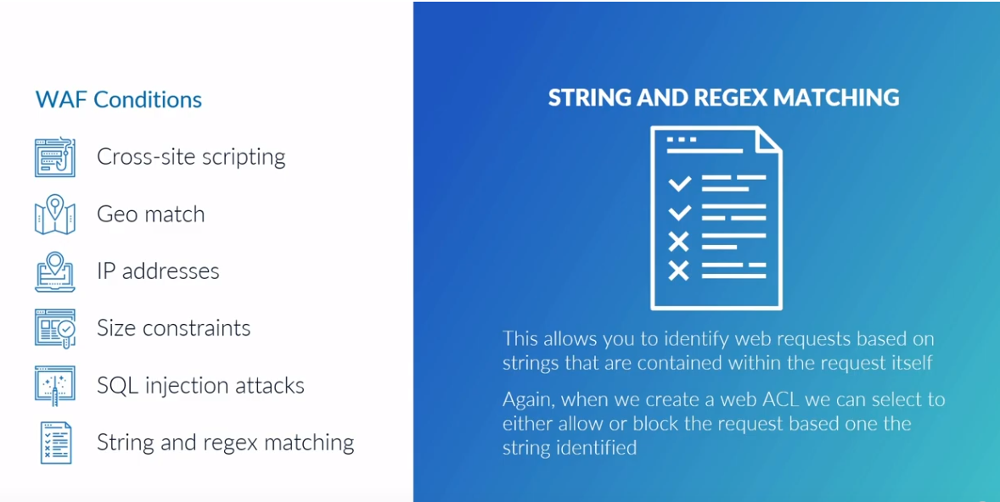 WAF Conditions
Cross-site scripting
Geo match
IP addresses
Size constraints
SQL injection attacks
String and regex matching
STRING AND REGEX MATCHING
This allows you to identify web requests based on
strings that are contained within the request itself
Again, when we create a web ACL we can select to
either allow or block the request based one the
string identified